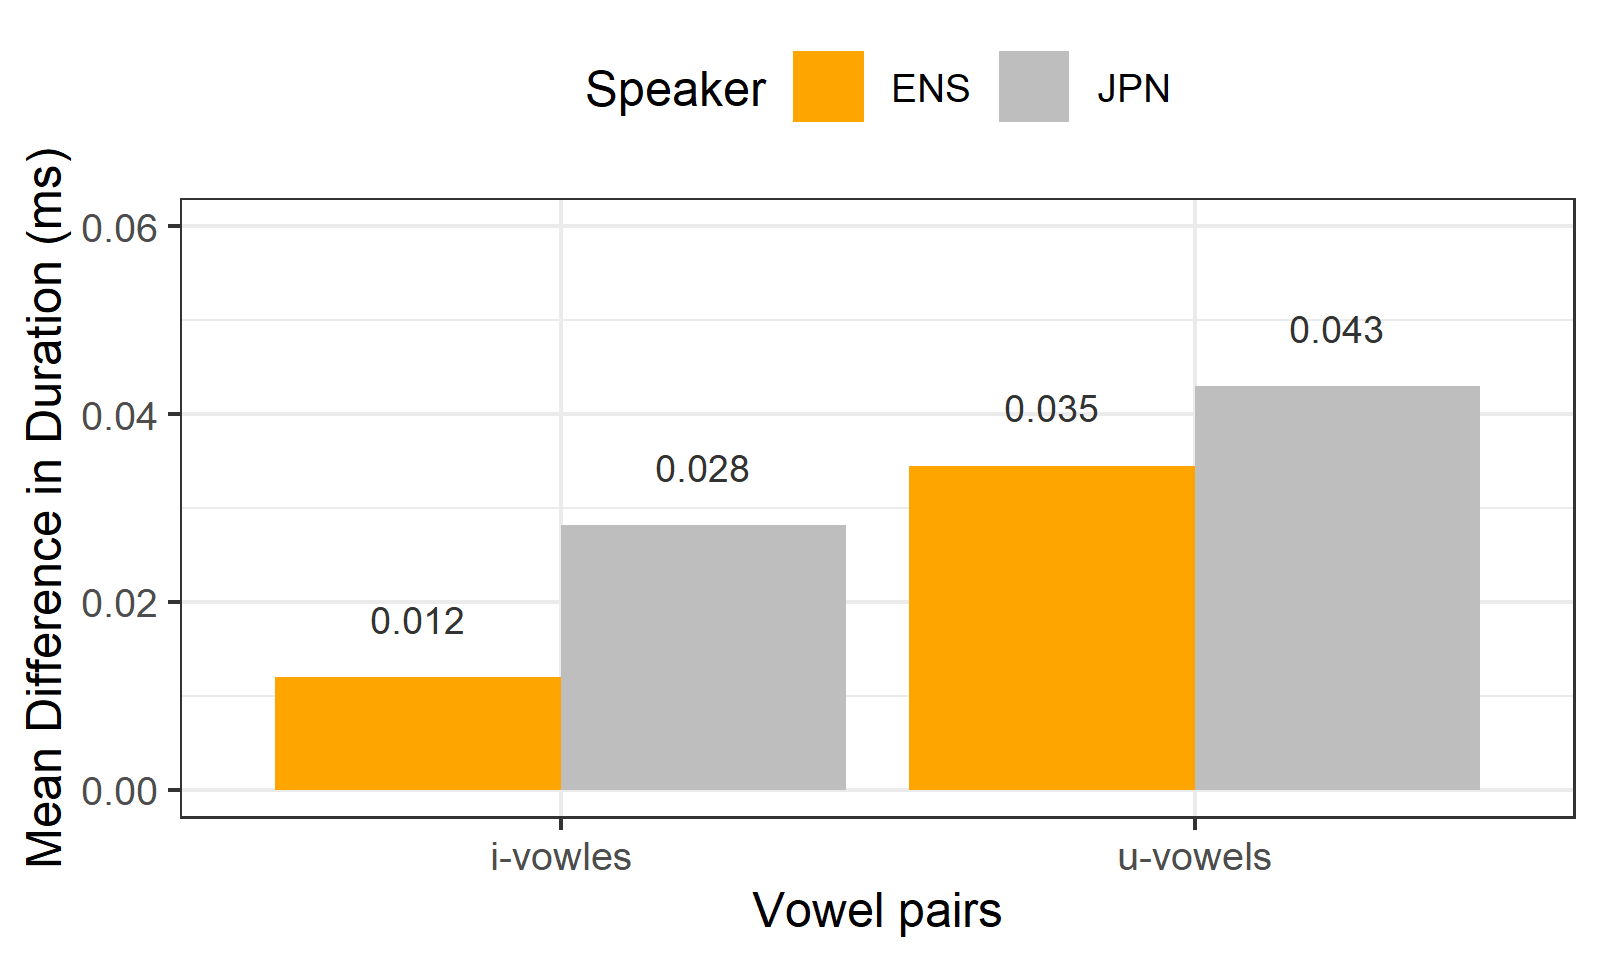 Speaker ENS JPN
Mean Difference in Duration (ms)
0.06
0.04
0.02
0.00
0.012
0.028
0.035
0.043
i-vowles
u-vowels
Vowel pairs